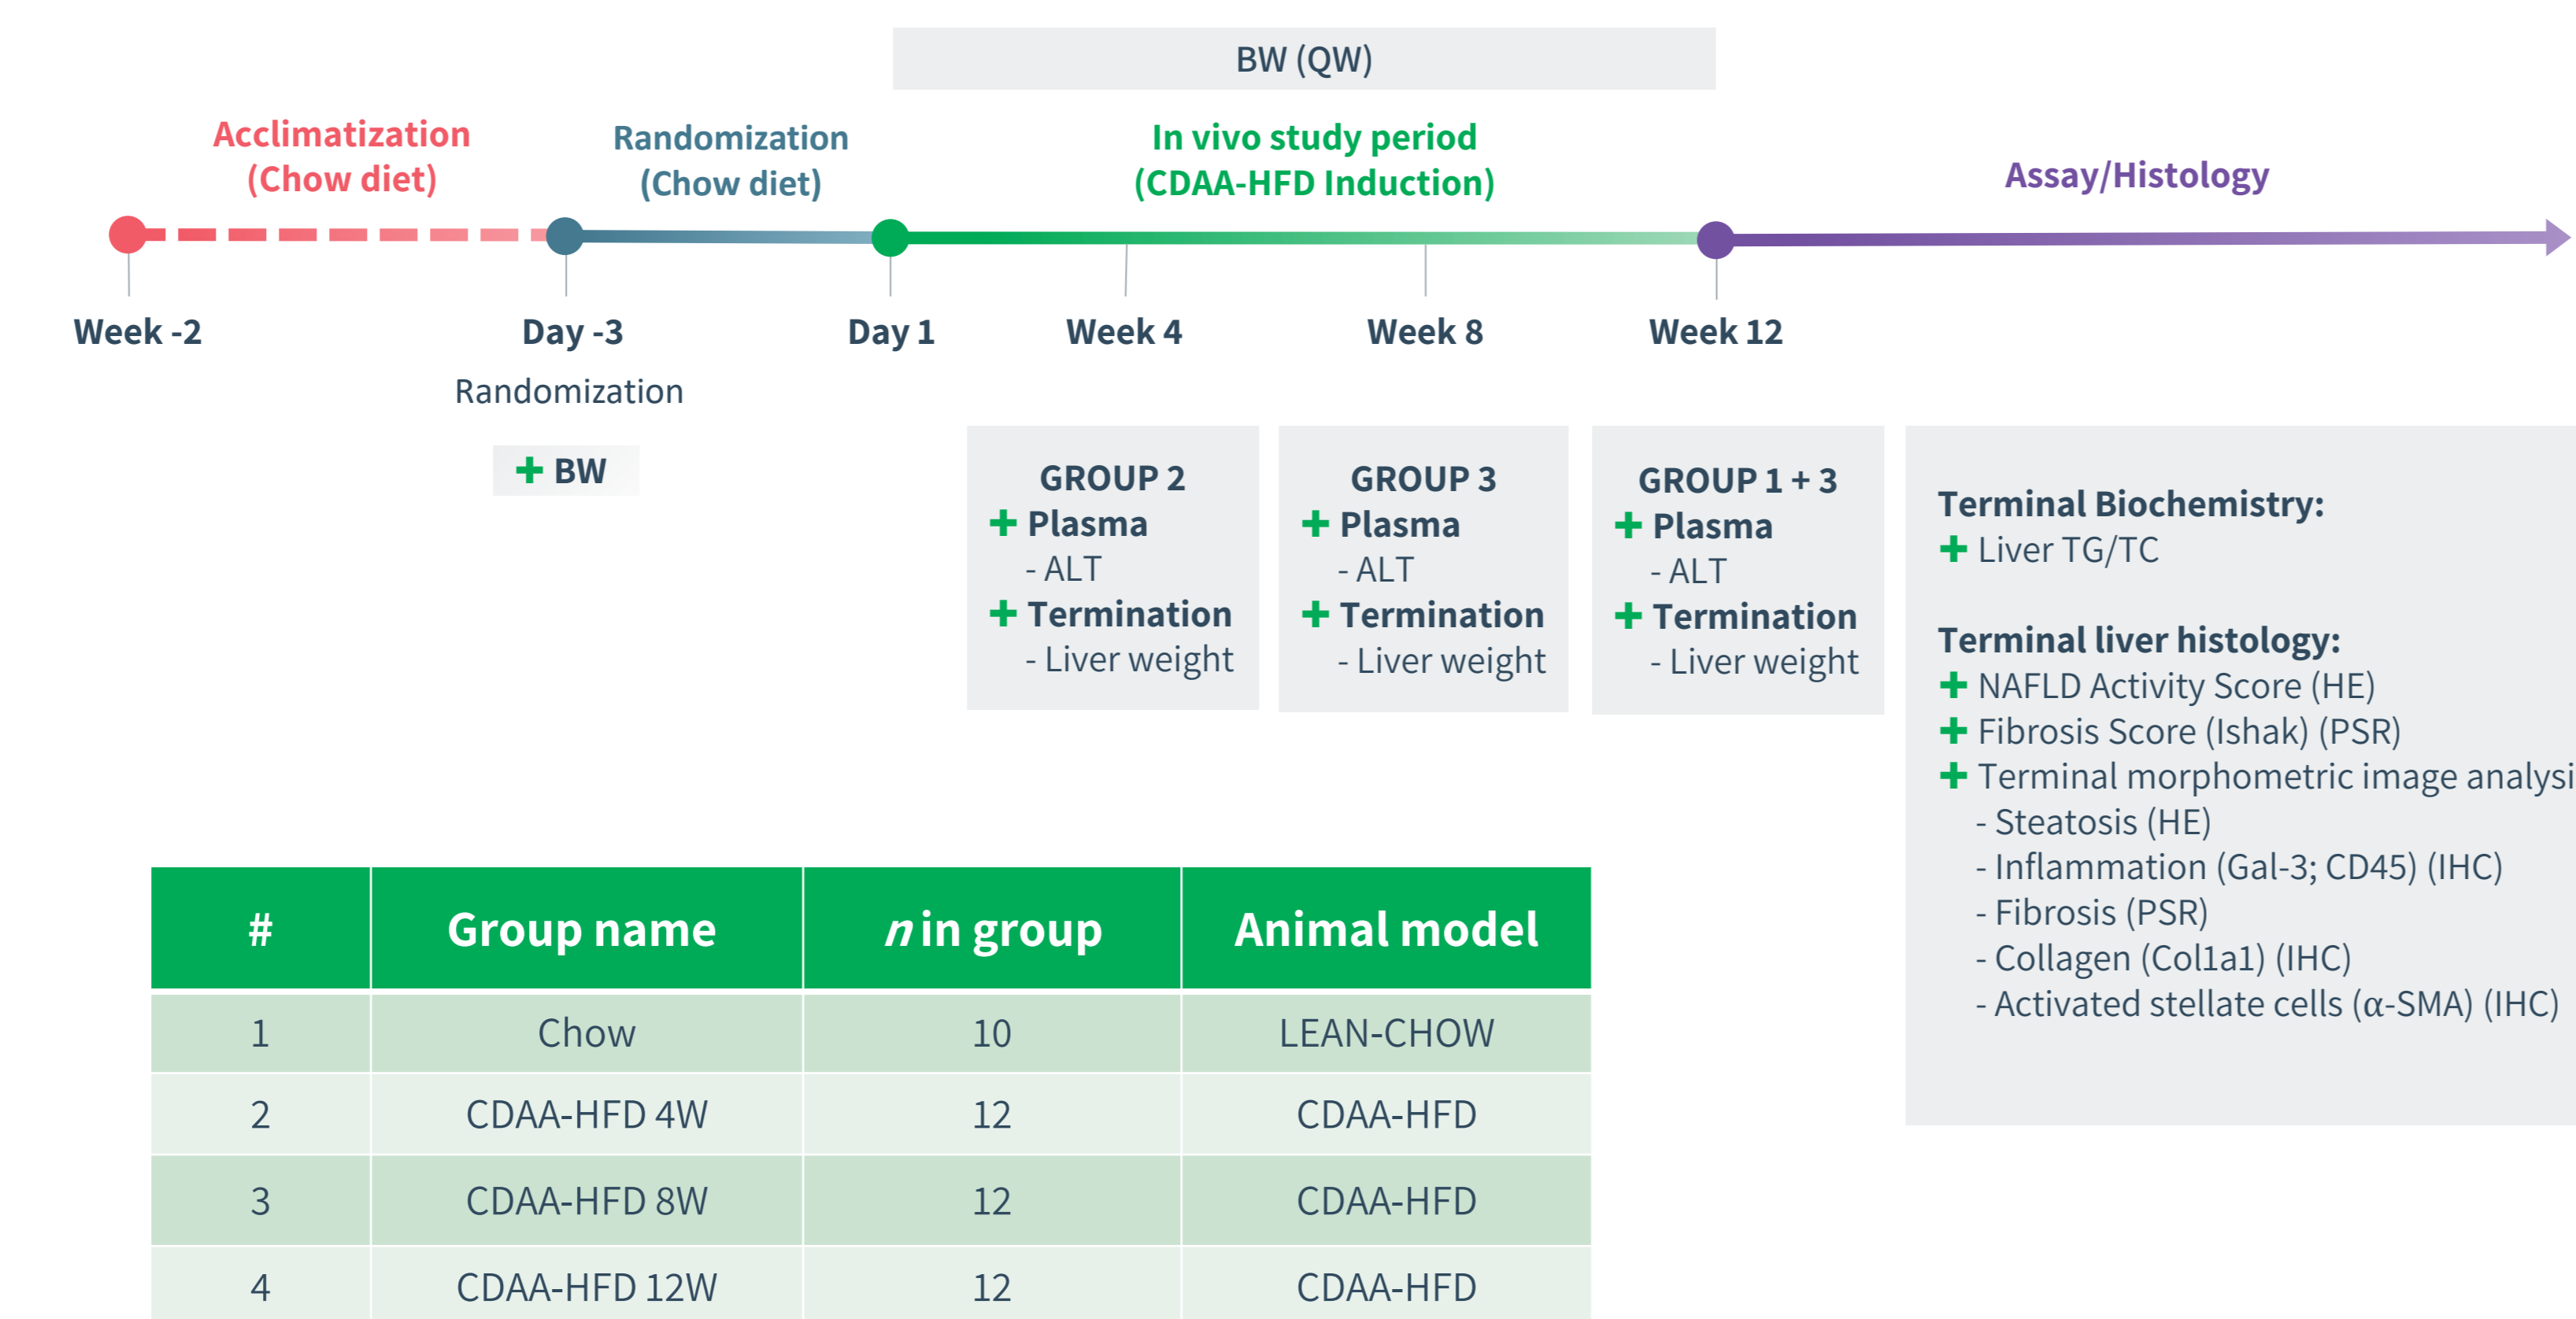 BW (QW)
Acclimatization
(Chow diet)
Randomization
(Chow diet)
In vivo study period
(CDAA-HFD Induction)
Assay/Histology
Week -2
Day -3
Day 1
Week 4
Week 8
Week 12
Randomization
+ BW
GROUP 2
+ Plasma
- ALT
+ Termination
- Liver weight
GROUP 3
+ Plasma
- ALT
+ Termination
- Liver weight
GROUP 1 + 3
+ Plasma
- ALT
+ Termination
- Liver weight
Terminal Biochemistry:
+ Liver TG/TC
Terminal liver histology:
+ NAFLD Activity Score (HE)
+ Fibrosis Score (Ishak) (PSR)
+ Terminal morphometric image analysi
- Steatosis (HE)
- Inflammation (Gal-3; CD45) (IHC)
- Fibrosis (PSR)
- Collagen (Col1a1) (IHC)
- Activated stellate cells (α-SMA) (IHC)
# Group name n in group Animal model
1 Chow 10 LEAN-CHOW
2 CDAA-HFD 4W 12 CDAA-HFD
3 CDAA-HFD 8W 12 CDAA-HFD
4 CDAA-HFD 12W 12 CDAA-HFD